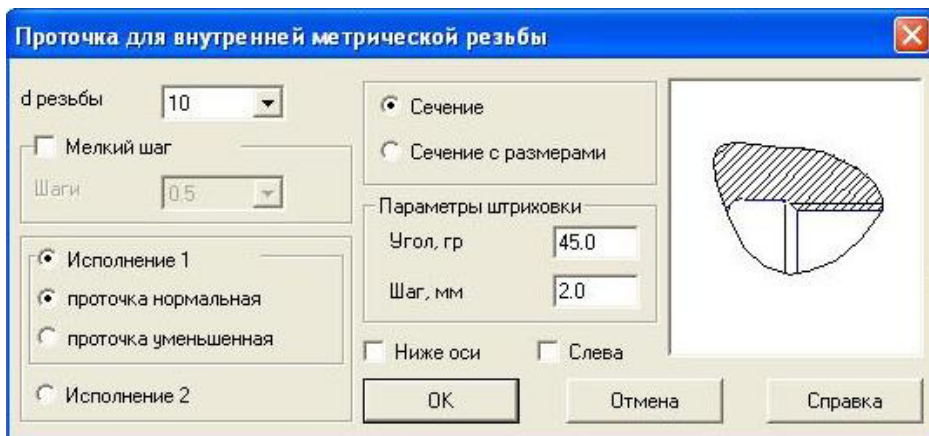 Проточка для внутренней метрической резьбы
d резьбы 10
Мелкий шаг
Шаги 0.5
Исполнение 1
проточка нормальная
проточка уменьшенная
Исполнение 2
Сечение
Сечение с размерами
Параметры штриховки
Угол, гр 45.0
Шаг, мм 2.0
Ниже оси Слева
OK Отмена Справка